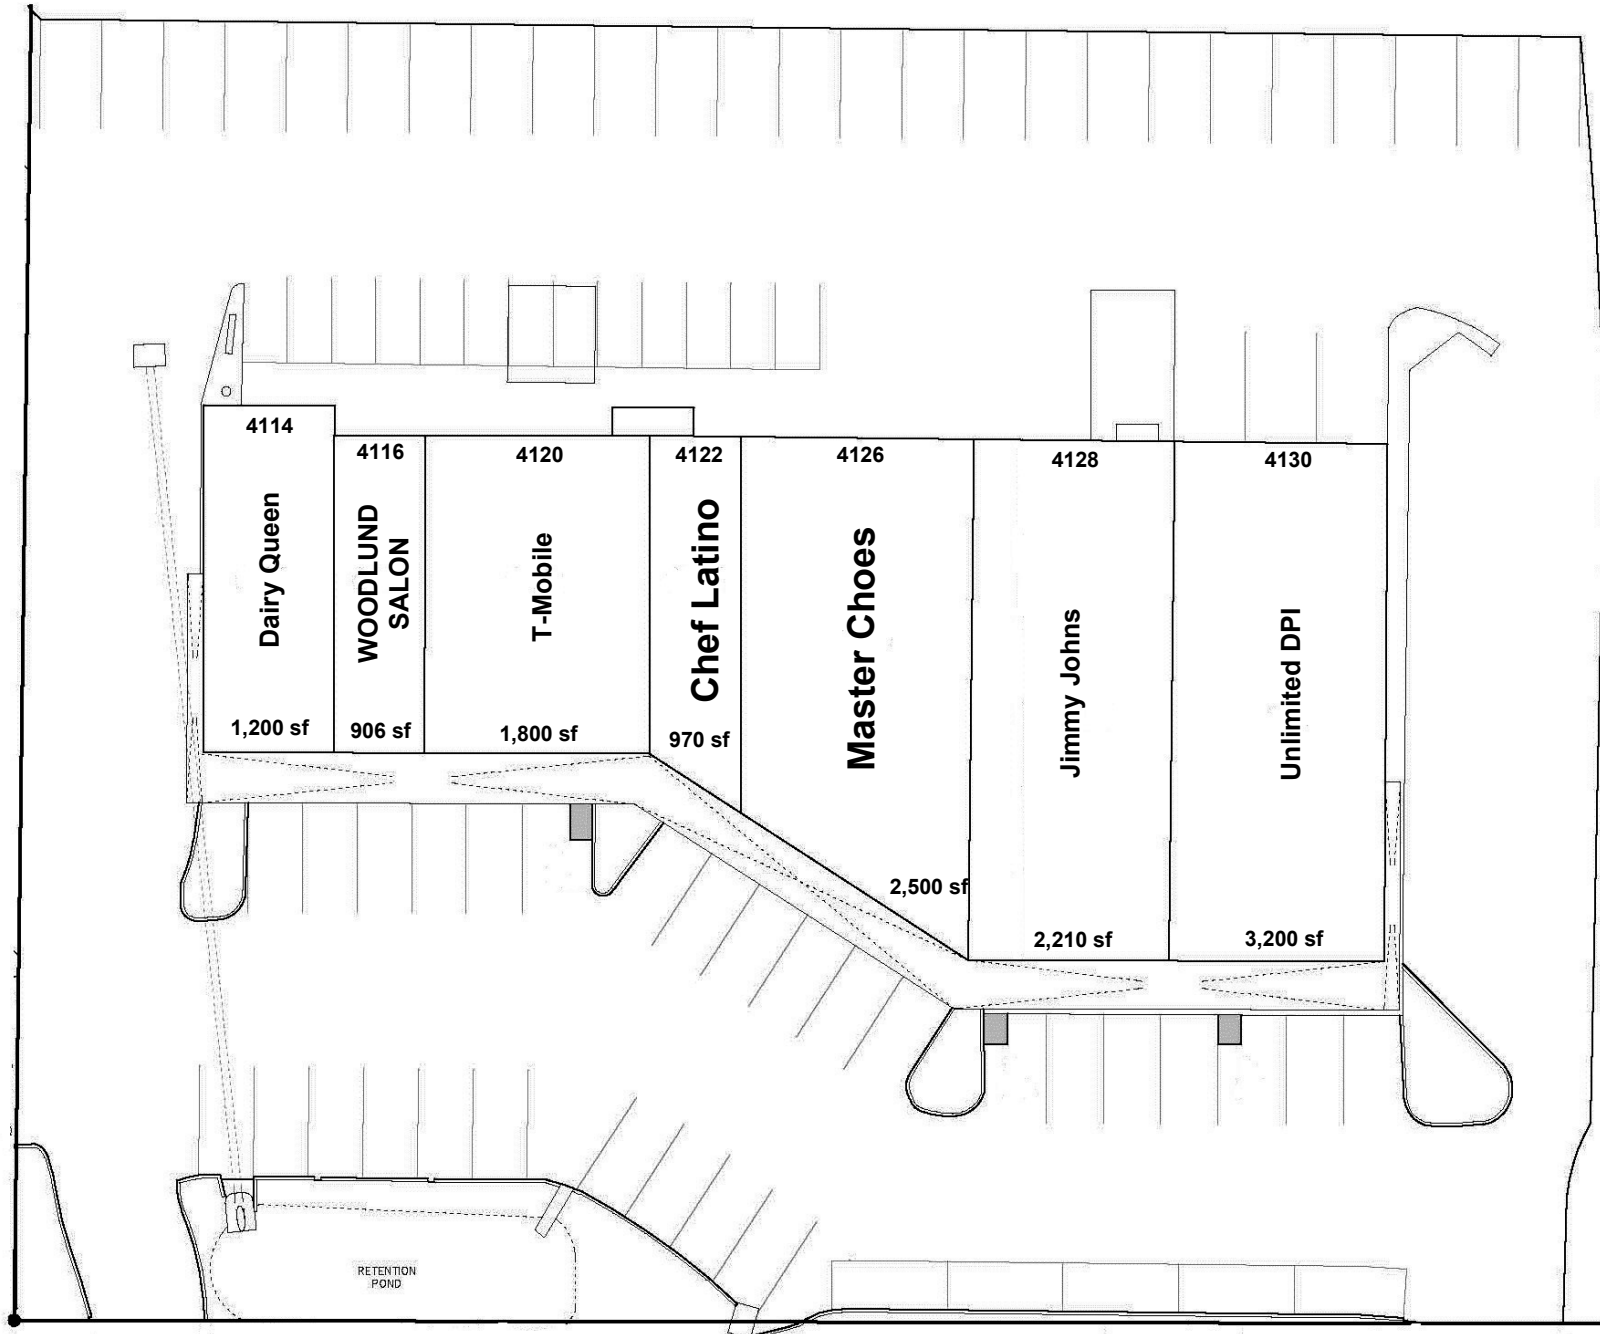 4114
4116
4120
4122
4126
4128
4130
Dairy Queen
WOODLUND
SALON
T-Mobile
Chef Latino
Master Choes
Jimmy Johns
Unlimited DPI
1,200 sf
906 sf
1,800 sf
970 sf
2,500 sf
2,210 sf
3,200 sf
RETENTION
POND